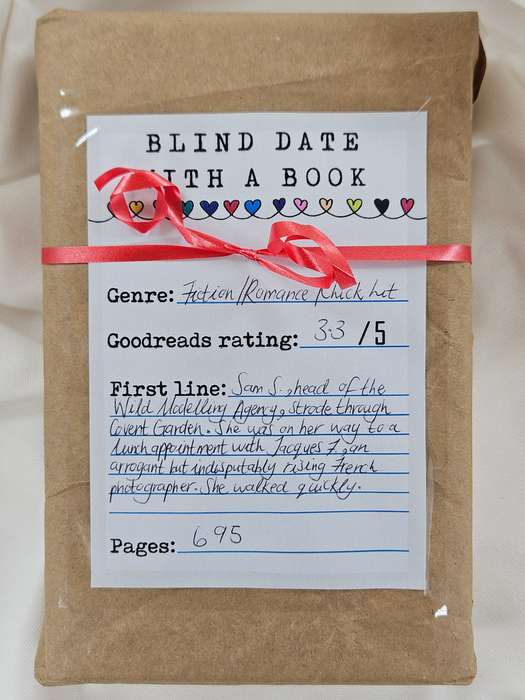 BLIND DATE
WITH A BOOK
Genre: Fiction/Romance /Chick Lit
Goodreads rating: 3.3 /5
First line: Sam S., head of the
Wild Modelling Agency, strode through
Covent Garden. She was on her way to a
lunch appointment with Jacques Z., an
arrogant but indisputably rising French
photographer. She walked quickly.
Pages: 695